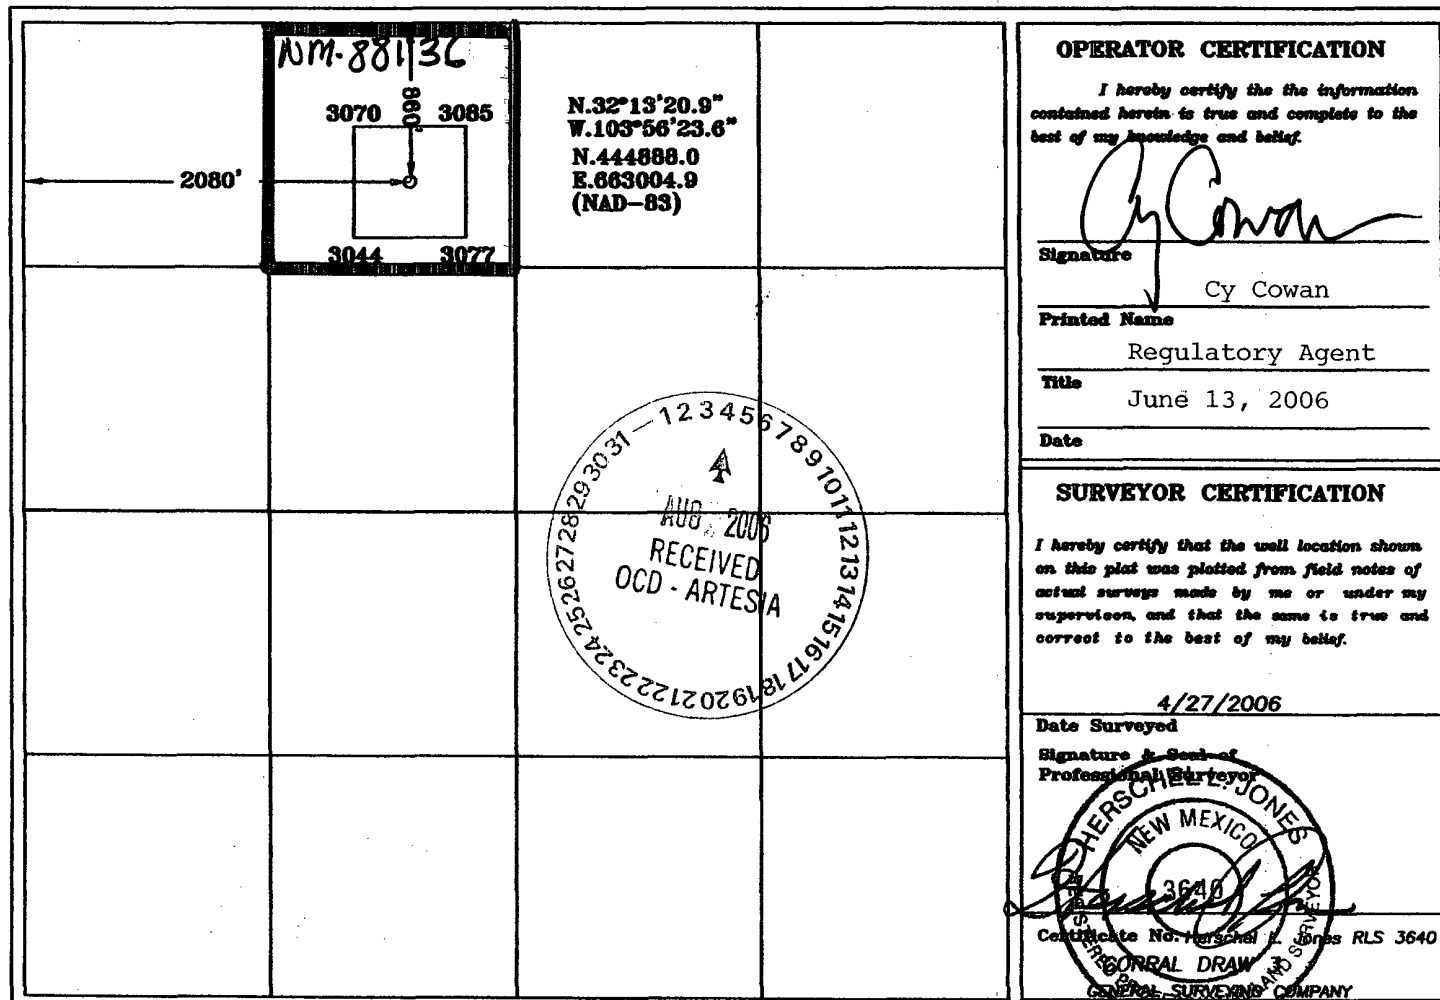 NM-88136
860'
3070 3085
2080'
3044 3077
N.32°13'20.9"
W.103°56'23.6"
N.444888.0
E.663004.9
(NAD-83)
1 2 3 4 5 6 7 8 9 10 11 12 13 14 15 16 17 18 19 20 21 22 23 24 25 26 27 28 29 30 31
AUG 2006
RECEIVED
OCD - ARTESIA
OPERATOR CERTIFICATION
I hereby certify the the information
contained herein is true and complete to the
best of my knowledge and belief.
Cy Cowan
Signature
Cy Cowan
Printed Name
Regulatory Agent
Title
June 13, 2006
Date
SURVEYOR CERTIFICATION
I hereby certify that the well location shown
on this plat was plotted from field notes of
actual surveys made by me or under my
supervison, and that the same is true and
correct to the best of my belief.
4/27/2006
Date Surveyed
Signature & Seal of
Professional Surveyor
HERSCHEL L. JONES
NEW MEXICO
3640
LAND SURVEYOR
Certificate No. Herschel L. Jones RLS 3640
CORRAL DRAW
GENERAL SURVEYING COMPANY